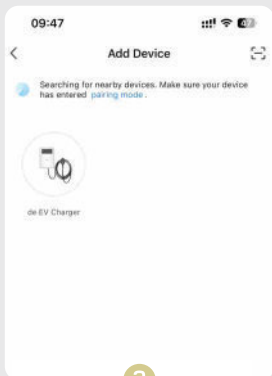 09:47
Add Device
Searching for nearby devices. Make sure your device
has entered pairing mode.
de EV Charger